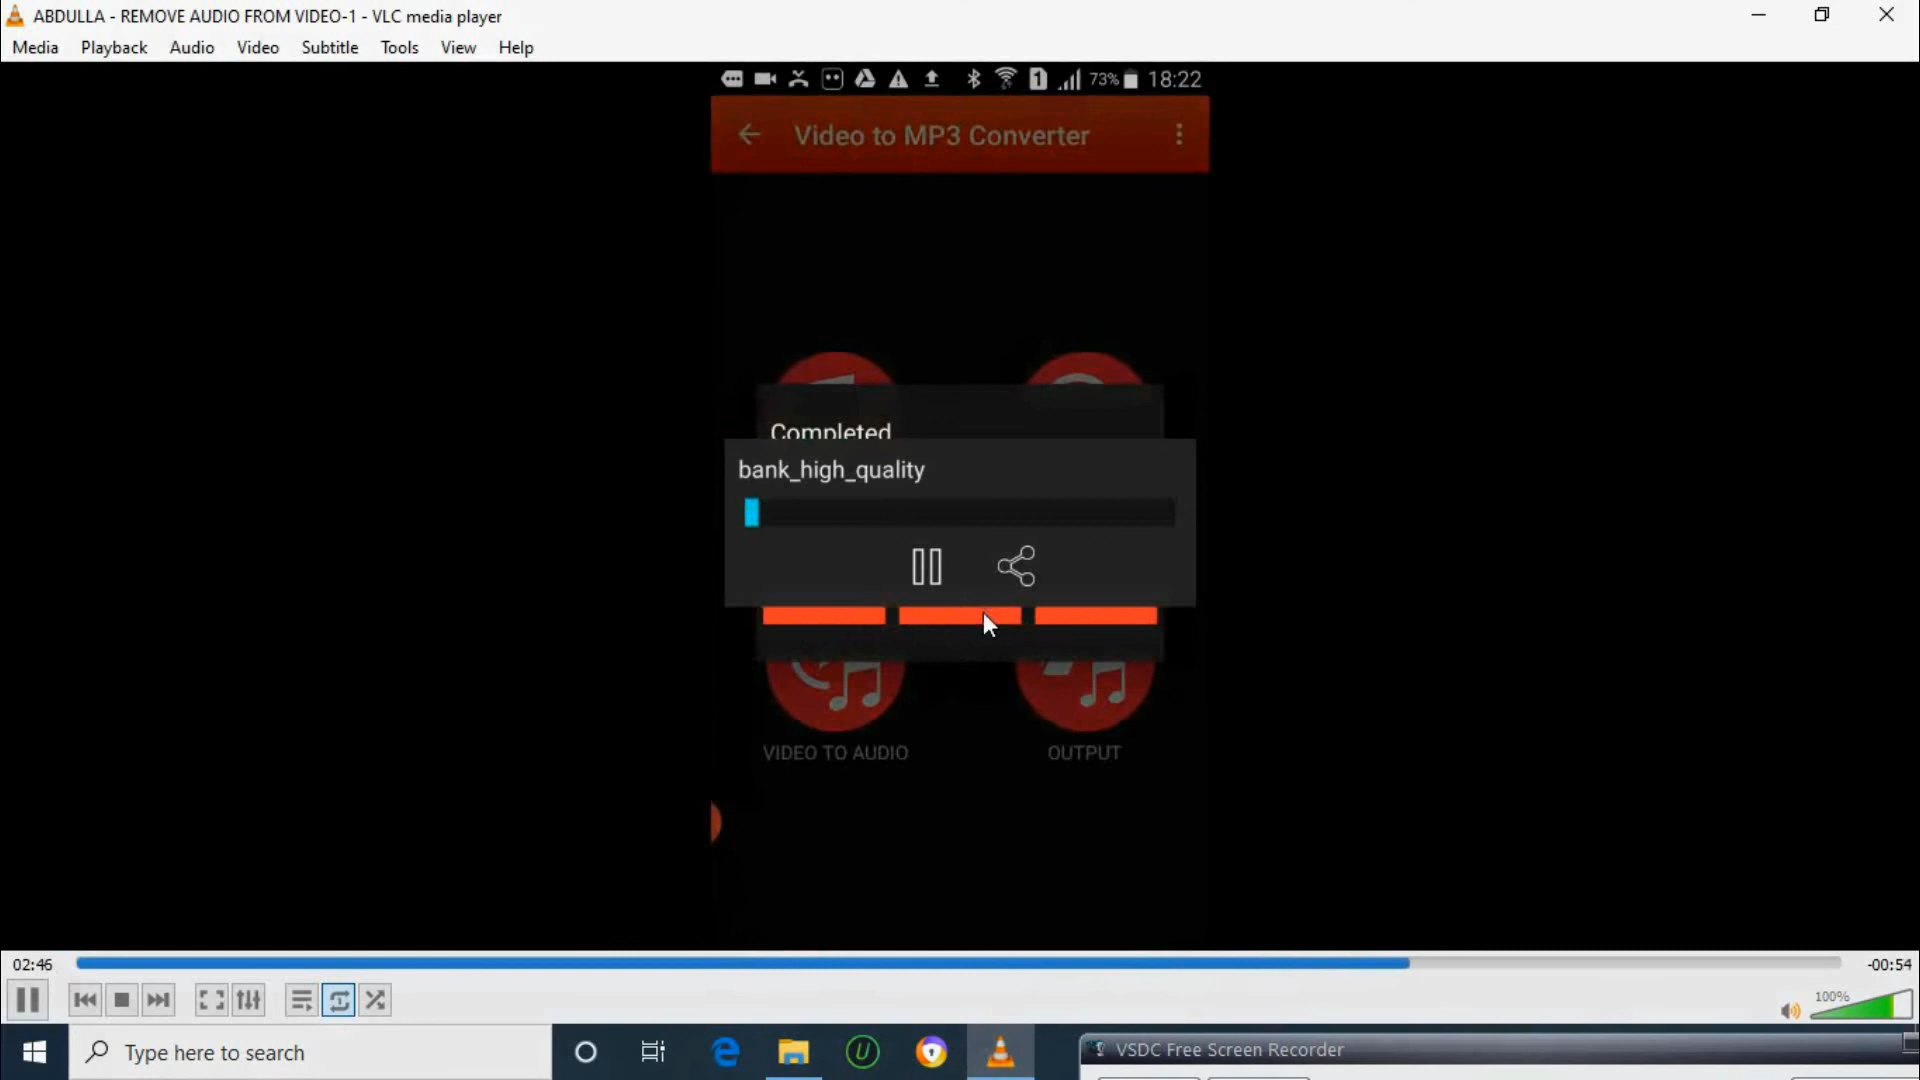 ABDULLA - REMOVE AUDIO FROM VIDEO-1 - VLC media player
Media Playback Audio Video Subtitle Tools View Help
1 73% 18:22
Video to MP3 Converter
Completed
bank_high_quality
VIDEO TO AUDIO OUTPUT
02:46 -00:54
100%
Type here to search
VSDC Free Screen Recorder